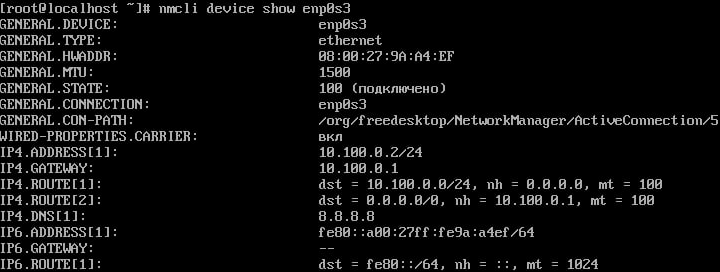 [root@localhost ~]# nmcli device show enp0s3
GENERAL.DEVICE: enp0s3
GENERAL.TYPE: ethernet
GENERAL.HWADDR: 08:00:27:9A:A4:EF
GENERAL.MTU: 1500
GENERAL.STATE: 100 (подключено)
GENERAL.CONNECTION: enp0s3
GENERAL.CON-PATH: /org/freedesktop/NetworkManager/ActiveConnection/5
WIRED-PROPERTIES.CARRIER: вкл
IP4.ADDRESS[1]: 10.100.0.2/24
IP4.GATEWAY: 10.100.0.1
IP4.ROUTE[1]: dst = 10.100.0.0/24, nh = 0.0.0.0, mt = 100
IP4.ROUTE[2]: dst = 0.0.0.0/0, nh = 10.100.0.1, mt = 100
IP4.DNS[1]: 8.8.8.8
IP6.ADDRESS[1]: fe80::a00:27ff:fe9a:a4ef/64
IP6.GATEWAY: --
IP6.ROUTE[1]: dst = fe80::/64, nh = ::, mt = 1024